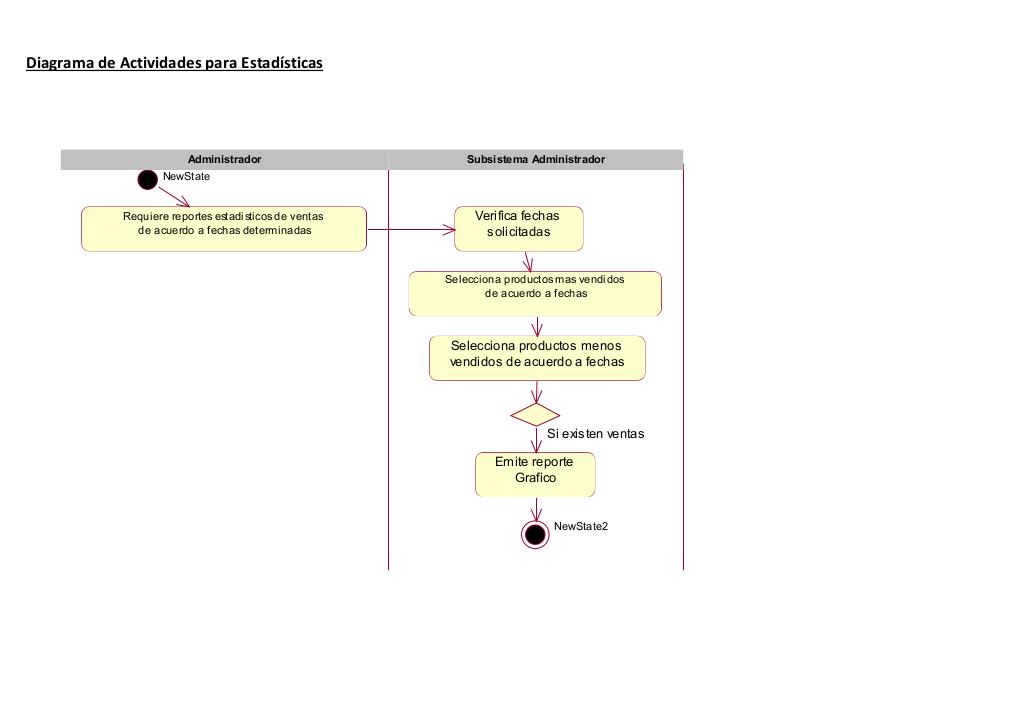 Diagrama de Actividades para Estadísticas
Administrador
Subsistema Administrador
NewState
Requiere reportes estadisticos de ventas
de acuerdo a fechas determinadas
Verifica fechas
solicitadas
Selecciona productos mas vendidos
de acuerdo a fechas
Selecciona productos menos
vendidos de acuerdo a fechas
Si existen ventas
Emite reporte
Grafico
NewState2